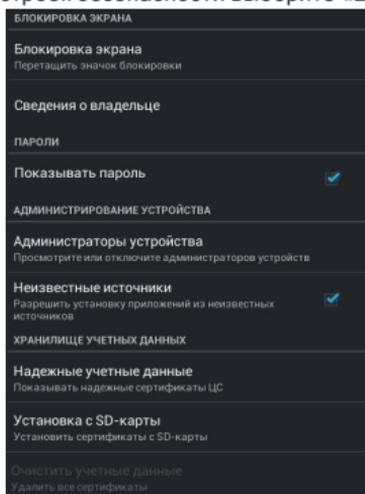 БЛОКИРОВКА ЭКРАНА
Блокировка экрана
Перетащить значок блокировки
Сведения о владельце
ПАРОЛИ
Показывать пароль
АДМИНИСТРИРОВАНИЕ УСТРОЙСТВА
Администраторы устройства
Просмотрите или отключите администраторов устройств
Неизвестные источники
Разрешить установку приложений из неизвестных
источников
ХРАНИЛИЩЕ УЧЕТНЫХ ДАННЫХ
Надежные учетные данные
Показывать надежные сертификаты ЦС
Установка с SD-карты
Установить сертификаты с SD-карты
Очистить учетные данные
Удалить все сертификаты